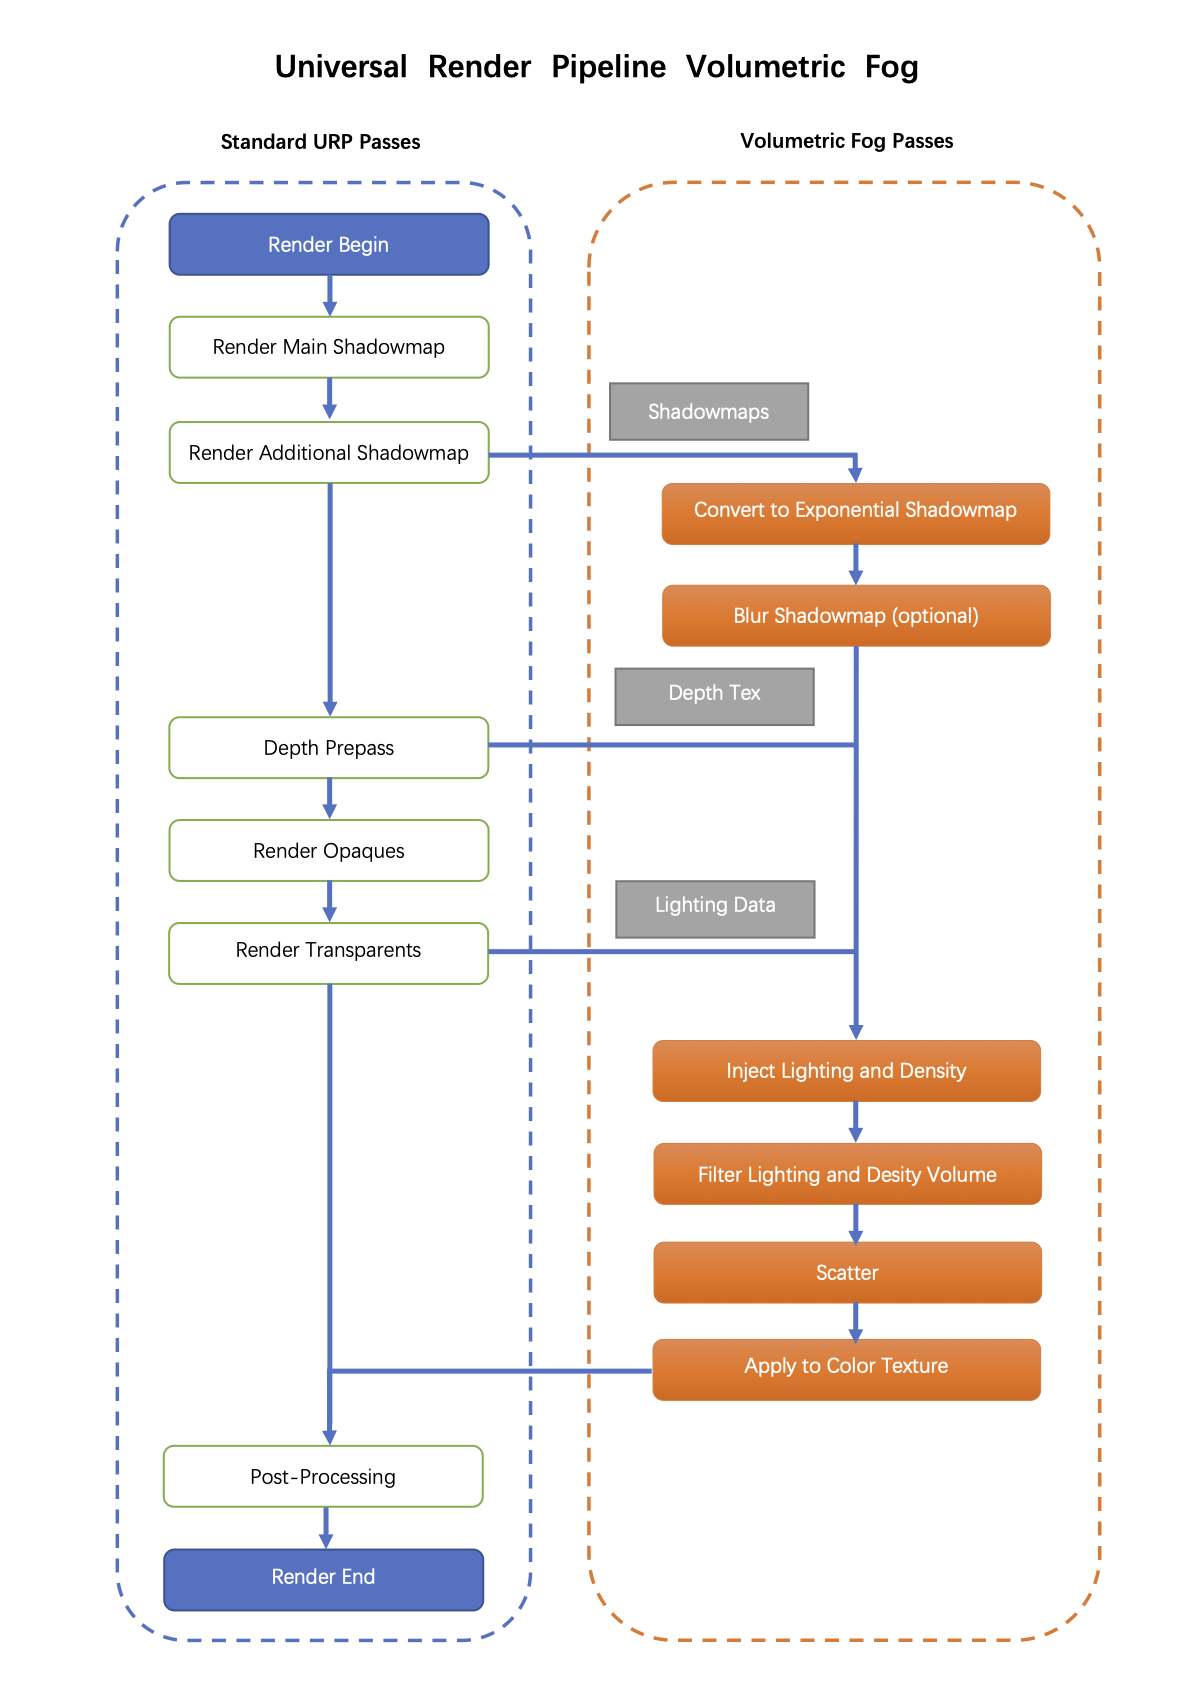 Universal Render Pipeline Volumetric Fog
Standard URP Passes
Volumetric Fog Passes
Render Begin
Render Main Shadowmap
Shadowmaps
Render Additional Shadowmap
Convert to Exponential Shadowmap
Blur Shadowmap (optional)
Depth Tex
Depth Prepass
Render Opaques
Lighting Data
Render Transparents
Inject Lighting and Density
Filter Lighting and Desity Volume
Scatter
Apply to Color Texture
Post-Processing
Render End